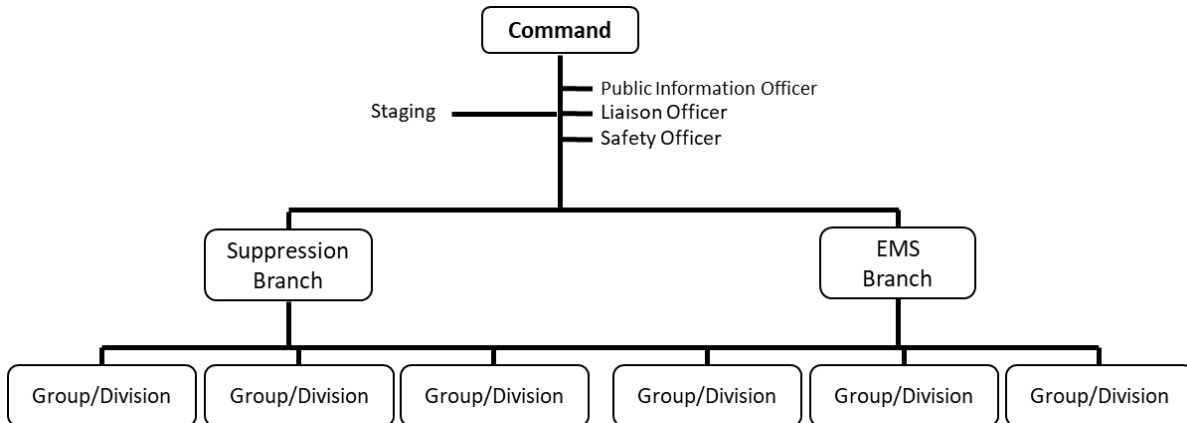 Command
Public Information Officer
Staging
Liaison Officer
Safety Officer
Suppression
Branch
EMS
Branch
Group/Division
Group/Division
Group/Division
Group/Division
Group/Division
Group/Division